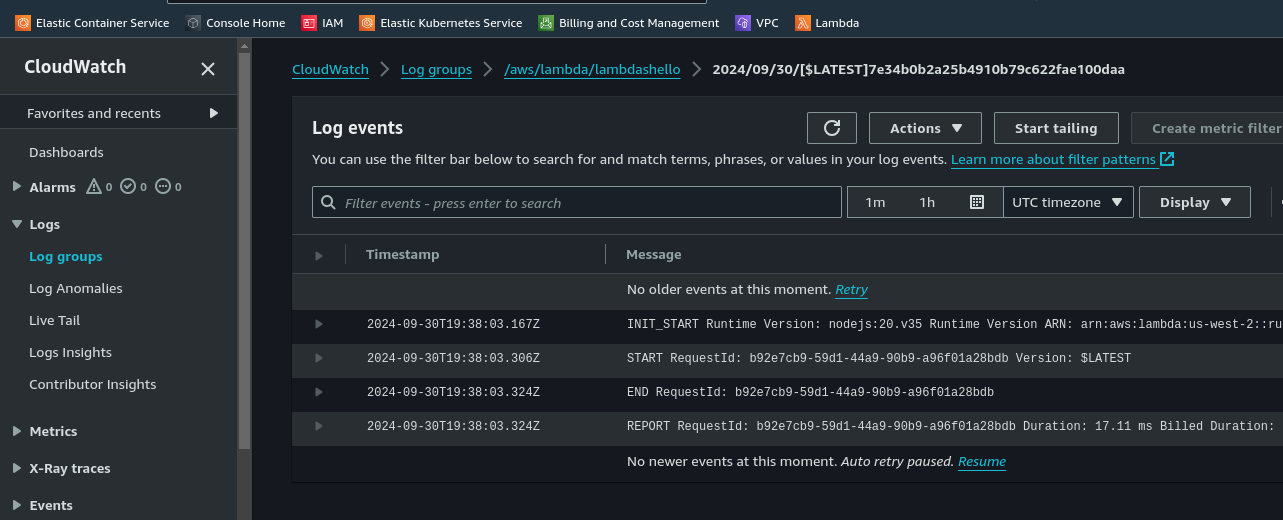 Elastic Container Service Console Home IAM Elastic Kubernetes Service Billing and Cost Management VPC Lambda
CloudWatch
Favorites and recents
Dashboards
Alarms 0 0 0
Logs
Log groups
Log Anomalies
Live Tail
Logs Insights
Contributor Insights
Metrics
X-Ray traces
Events
CloudWatch Log groups /aws/lambda/lambdashello 2024/09/30/[$LATEST]7e34b0b2a25b4910b79c622fae100daa
Log events
Actions Start tailing Create metric filter
You can use the filter bar below to search for and match terms, phrases, or values in your log events. Learn more about filter patterns
Filter events - press enter to search 1m 1h UTC timezone Display
Timestamp Message
No older events at this moment. Retry
2024-09-30T19:38:03.167Z INIT_START Runtime Version: nodejs:20.v35 Runtime Version ARN: arn:aws:lambda:us-west-2::ru
2024-09-30T19:38:03.306Z START RequestId: b92e7cb9-59d1-44a9-90b9-a96f01a28bdb Version: $LATEST
2024-09-30T19:38:03.324Z END RequestId: b92e7cb9-59d1-44a9-90b9-a96f01a28bdb
2024-09-30T19:38:03.324Z REPORT RequestId: b92e7cb9-59d1-44a9-90b9-a96f01a28bdb Duration: 17.11 ms Billed Duration:
No newer events at this moment. Auto retry paused. Resume